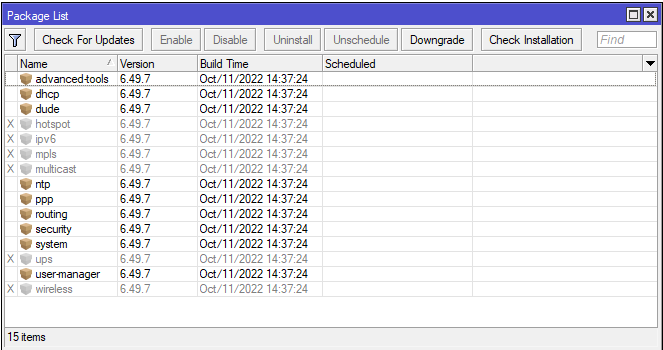 Package List
Check For Updates Enable Disable Uninstall Unschedule Downgrade Check Installation Find
Name / Version Build Time Scheduled
advanced-tools 6.49.7 Oct/11/2022 14:37:24
dhcp 6.49.7 Oct/11/2022 14:37:24
dude 6.49.7 Oct/11/2022 14:37:24
X hotspot 6.49.7 Oct/11/2022 14:37:24
X ipv6 6.49.7 Oct/11/2022 14:37:24
X mpls 6.49.7 Oct/11/2022 14:37:24
X multicast 6.49.7 Oct/11/2022 14:37:24
ntp 6.49.7 Oct/11/2022 14:37:24
ppp 6.49.7 Oct/11/2022 14:37:24
routing 6.49.7 Oct/11/2022 14:37:24
security 6.49.7 Oct/11/2022 14:37:24
system 6.49.7 Oct/11/2022 14:37:24
X ups 6.49.7 Oct/11/2022 14:37:24
user-manager 6.49.7 Oct/11/2022 14:37:24
X wireless 6.49.7 Oct/11/2022 14:37:24
15 items